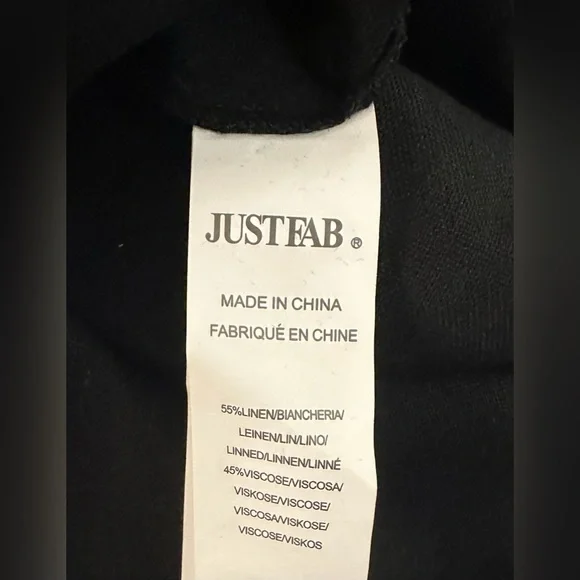 JUSTFAB ®
MADE IN CHINA
FABRIQUÉ EN CHINE
55%LINEN/BIANCHERIA/
LEINEN/LIN/LINO/
LINNED/LINNEN/LINNÉ
45%VISCOSE/VISCOSA/
VISKOSE/VISCOSE/
VISCOSA/VISKOSE/
VISCOSE/VISKOS